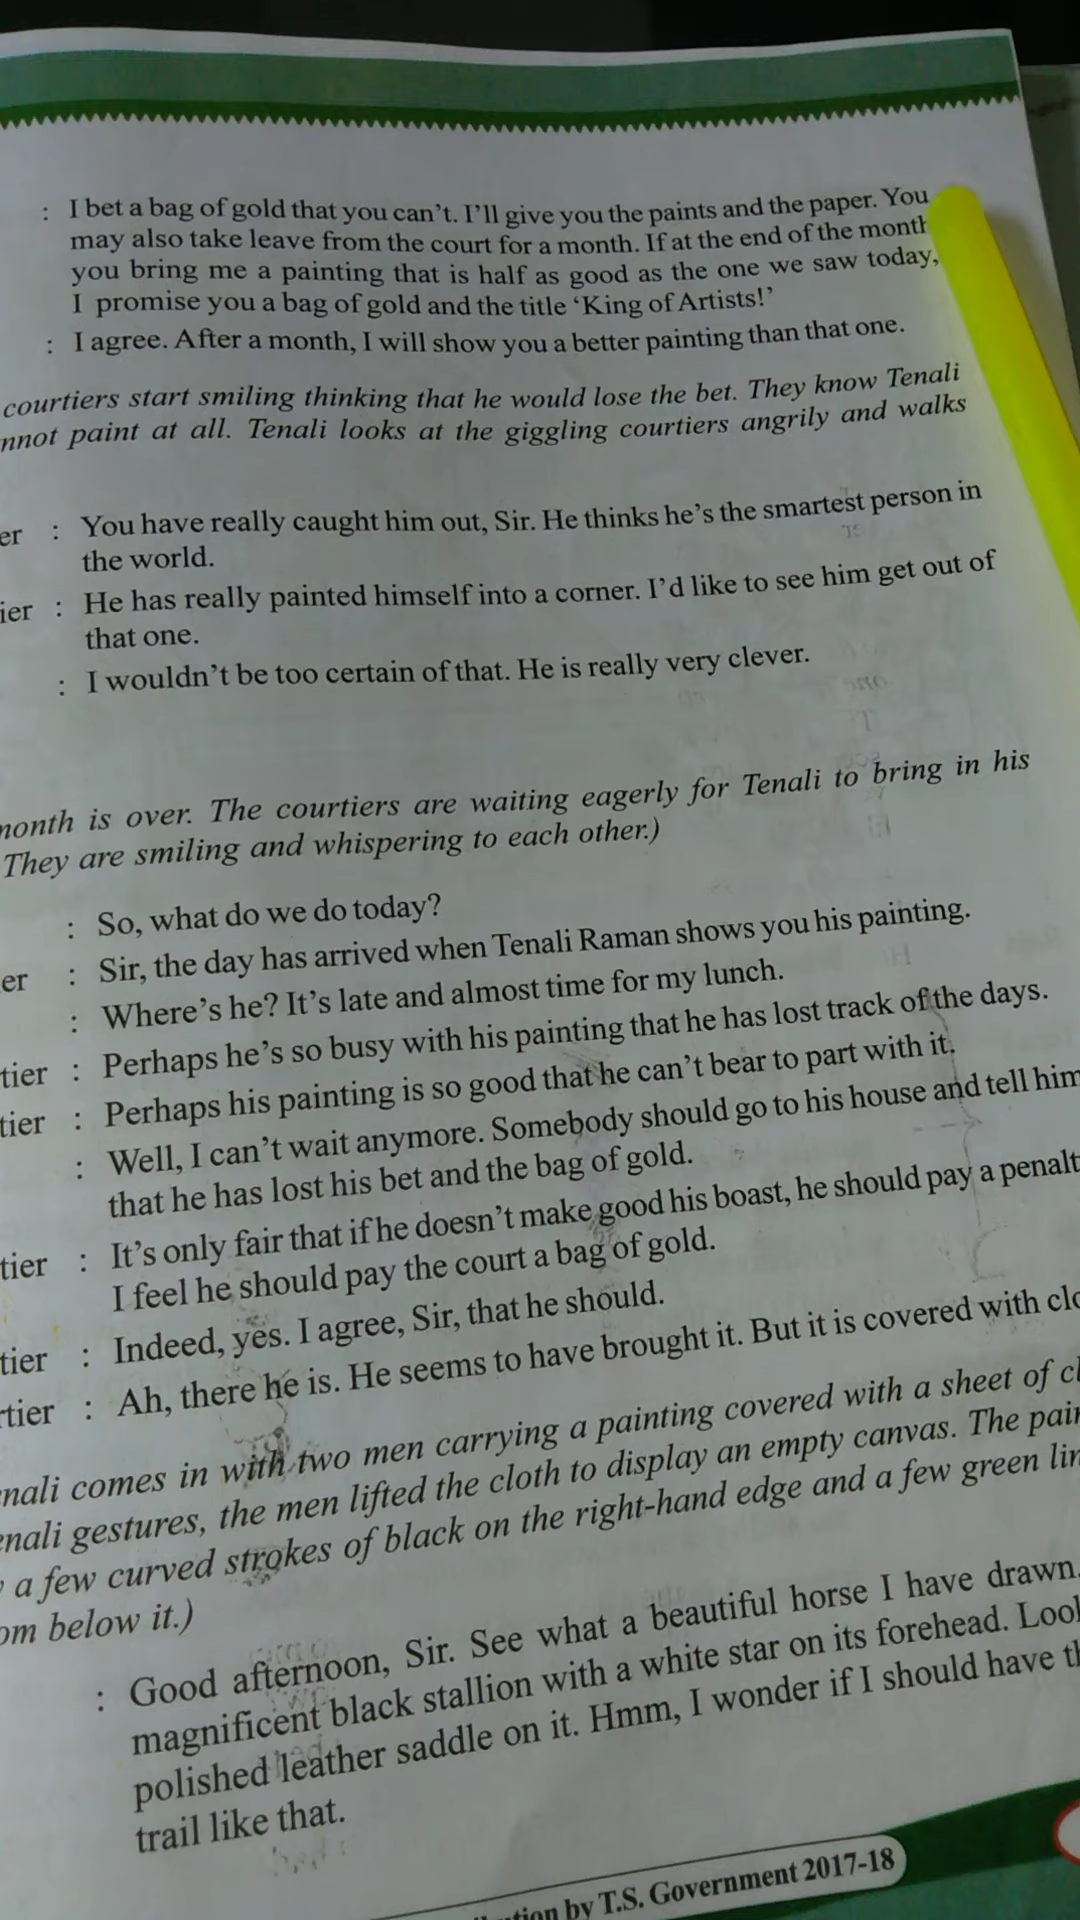 : I bet a bag of gold that you can't. I'll give you the paints and the paper. You
may also take leave from the court for a month. If at the end of the month
you bring me a painting that is half as good as the one we saw today,
I promise you a bag of gold and the title 'King of Artists!'
: I agree. After a month, I will show you a better painting than that one.
courtiers start smiling thinking that he would lose the bet. They know Tenali
nnot paint at all. Tenali looks at the giggling courtiers angrily and walks
er : You have really caught him out, Sir. He thinks he's the smartest person in
the world.
ier : He has really painted himself into a corner. I'd like to see him get out of
that one.
: I wouldn't be too certain of that. He is really very clever.
month is over. The courtiers are waiting eagerly for Tenali to bring in his
They are smiling and whispering to each other.)
: So, what do we do today?
er : Sir, the day has arrived when Tenali Raman shows you his painting.
: Where's he? It's late and almost time for my lunch.
tier : Perhaps he's so busy with his painting that he has lost track of the days.
tier : Perhaps his painting is so good that he can't bear to part with it.
: Well, I can't wait anymore. Somebody should go to his house and tell him
that he has lost his bet and the bag of gold.
tier : It's only fair that if he doesn't make good his boast, he should pay a penalt
I feel he should pay the court a bag of gold.
tier : Indeed, yes. I agree, Sir, that he should.
rtier : Ah, there he is. He seems to have brought it. But it is covered with clo
nali comes in with two men carrying a painting covered with a sheet of cl
enali gestures, the men lifted the cloth to display an empty canvas. The pain
a few curved strokes of black on the right-hand edge and a few green lin
om below it.)
: Good afternoon, Sir. See what a beautiful horse I have drawn.
magnificent black stallion with a white star on its forehead. Look
polished leather saddle on it. Hmm, I wonder if I should have th
trail like that.
tion by T.S. Government 2017-18